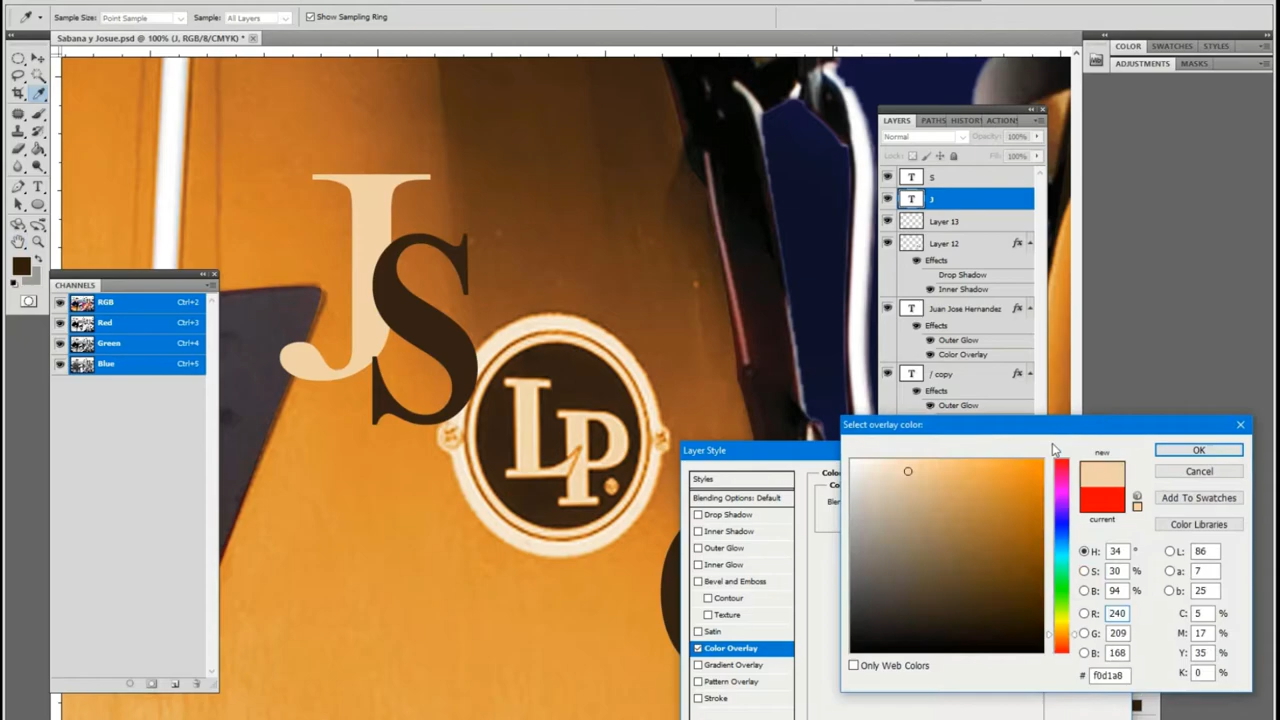 Sample Size: Point Sample Sample: All Layers Show Sampling Ring
Sabana y Josue.psd @ 100% (J, RGB/8/CMYK) *
4
COLOR SWATCHES STYLES
ADJUSTMENTS MASKS
LAYERS PATHS HISTOR ACTIONS
Normal Opacity: 100%
Lock: Fill: 100%
T S
T J
Layer 13
Layer 12 fx
Effects
Drop Shadow
Inner Shadow
T Juan Jose Hernandez fx
Effects
Outer Glow
Color Overlay
T / copy fx
Effects
Outer Glow
J
S
LP
CHANNELS
RGB Ctrl+2
Red Ctrl+3
Green Ctrl+4
Blue Ctrl+5
Layer Style
Styles
Blending Options: Default
Drop Shadow
Inner Shadow
Outer Glow
Inner Glow
Bevel and Emboss
Contour
Texture
Satin
Color Overlay
Gradient Overlay
Pattern Overlay
Stroke
Select overlay color:
new
current
OK
Cancel
Add To Swatches
Color Libraries
H: 34 °
S: 30 %
B: 94 %
R: 240
G: 209
B: 168
# f0d1a8
L: 86
a: 7
b: 25
C: 5 %
M: 17 %
Y: 35 %
K: 0 %
Only Web Colors